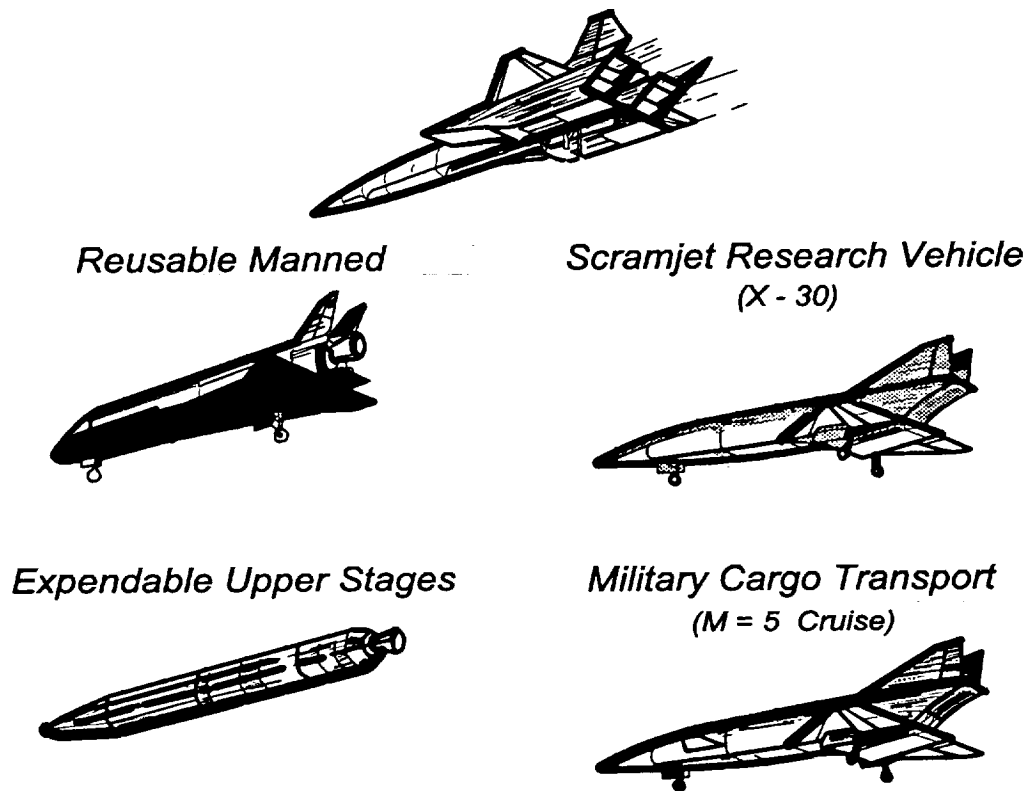 Reusable Manned
Scramjet Research Vehicle
(X - 30)
Expendable Upper Stages
Military Cargo Transport
(M = 5 Cruise)